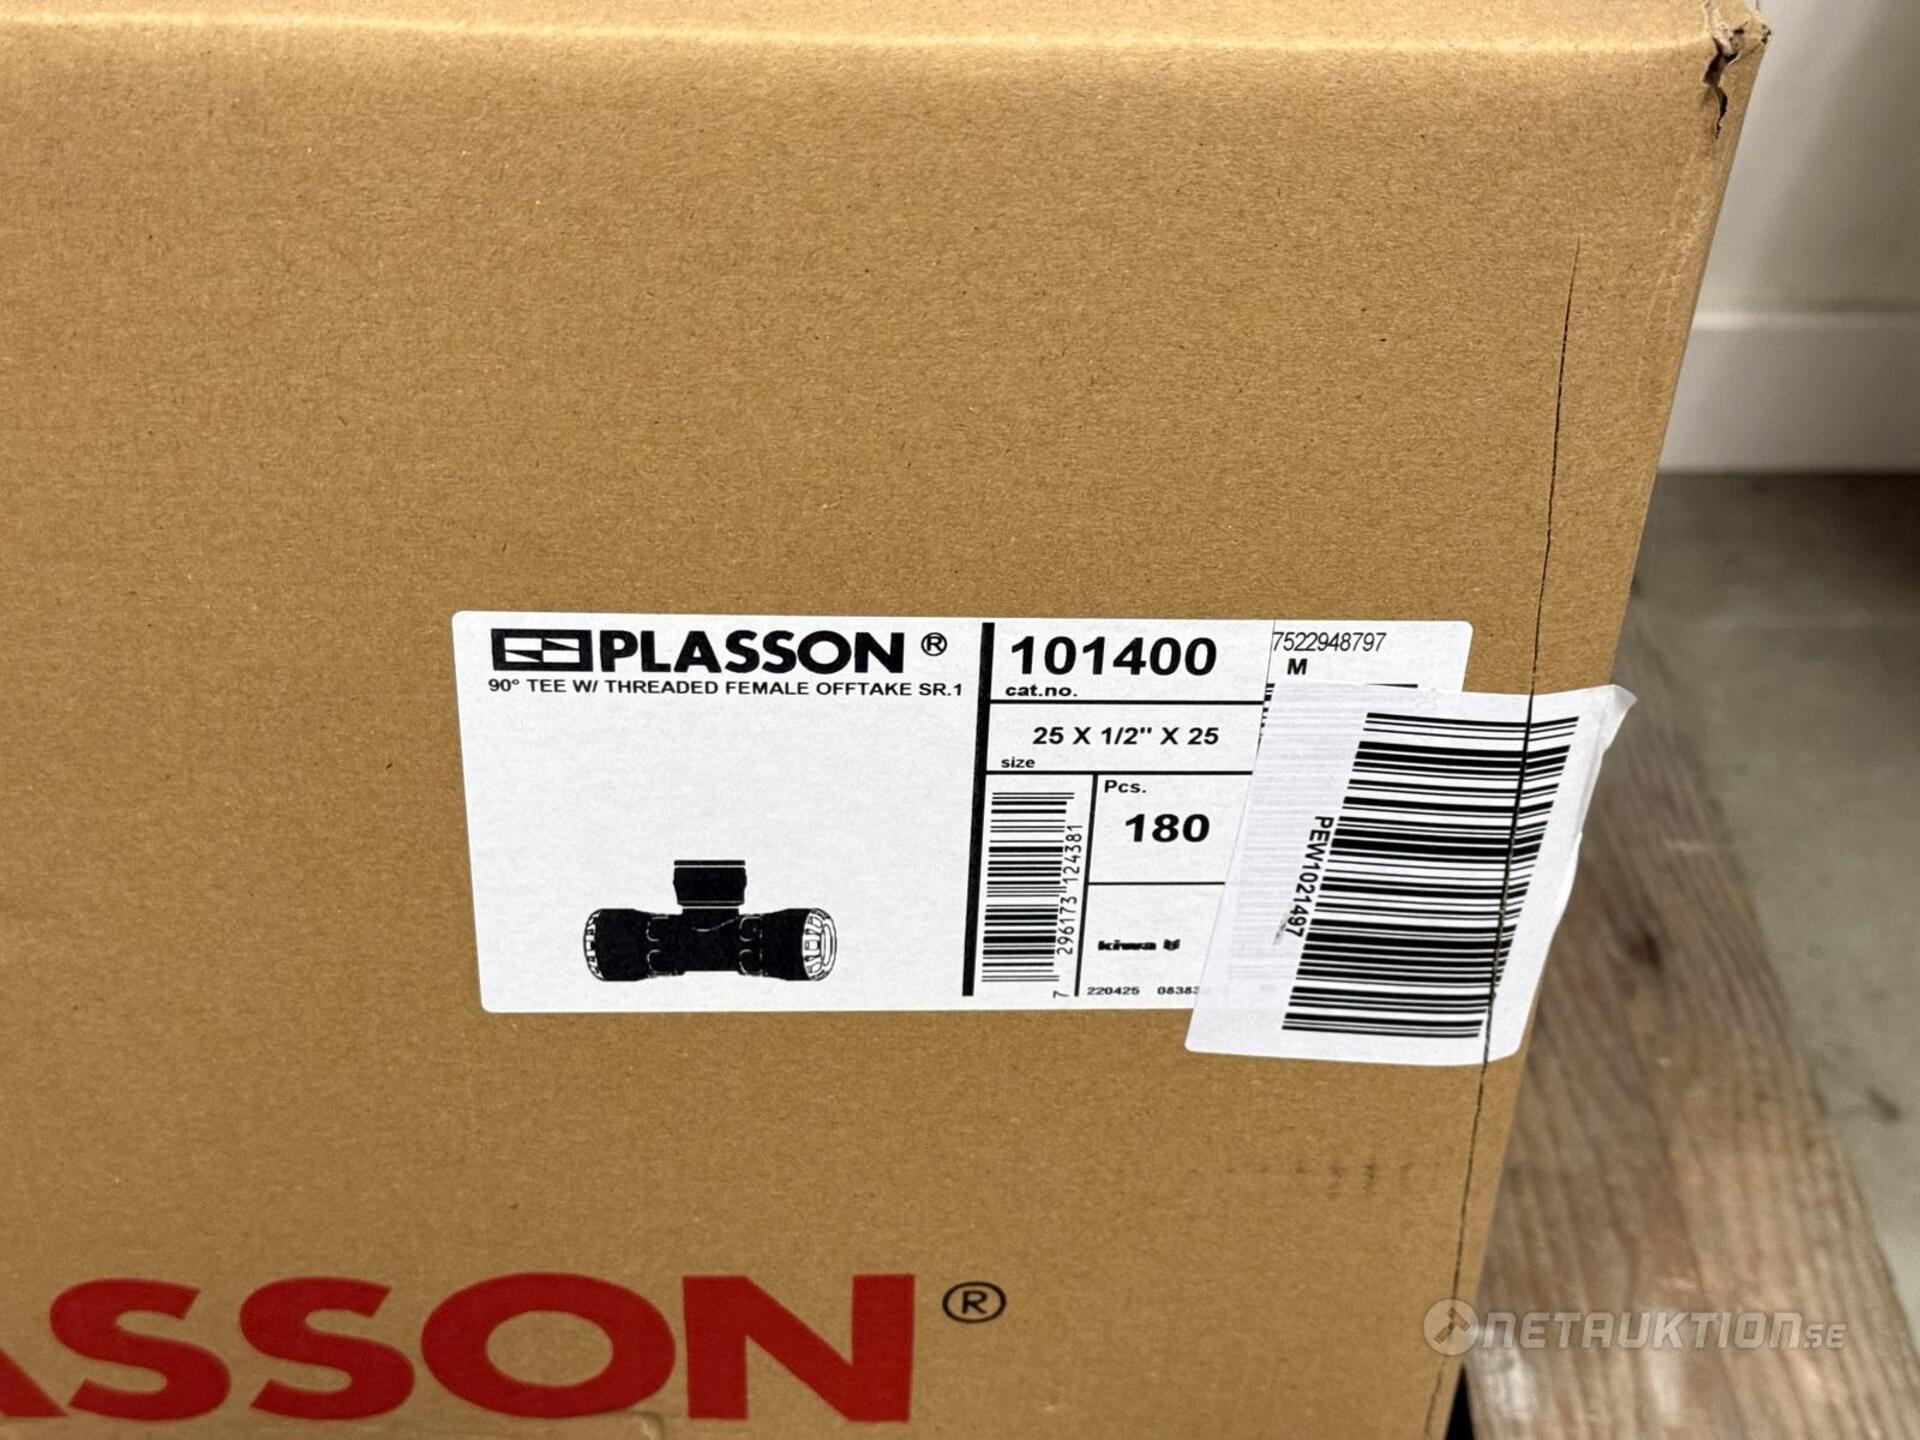 PLASSON ®
90° TEE W/ THREADED FEMALE OFFTAKE SR.1
101400
cat.no.
25 X 1/2" X 25
size
Pcs.
180
7 296173 124381
kiwa
220425
7522948797
M
PEW1021497
ASSON ®
NETAUKTION.SE